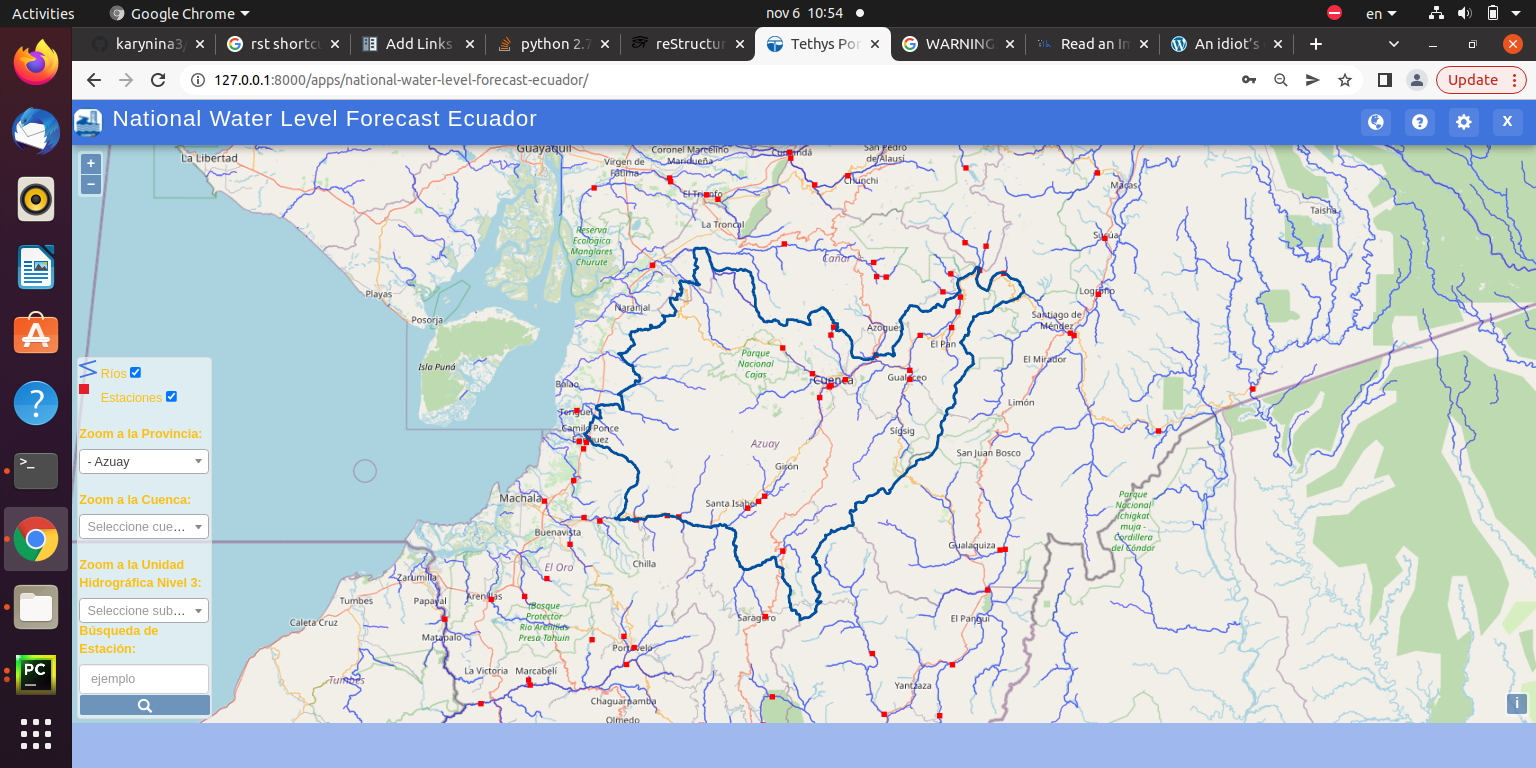 Activities
Google Chrome
nov 6 10:54
en
karynina3/
rst shortcu
Add Links
python 2.7
reStructur
Tethys Por
WARNING
Read an Im
An idiot's
127.0.0.1:8000/apps/national-water-level-forecast-ecuador/
Update
National Water Level Forecast Ecuador
X
+
−
La Libertad
Guayaquil
Virgen de
Fátima
Coronel Marcelino
Maridueña
Cumandá
San Pedro
de Alausí
Chunchi
Macas
El Triunfo
Taisha
La Troncal
Reserva
Ecológica
Manglares
Churute
Sucúa
Cañar
Playas
Naranjal
Logroño
Posorja
Santiago de
Méndez
Azogues
El Pan
Isla Puná
Parque
Nacional
Cajas
El Mirador
Balao
Cuenca
Gualaceo
Limón
Tenguel
Camilo Ponce
Enríquez
Sígsig
Azuay
San Juan Bosco
Girón
Machala
Santa Isabel
Parque
Nacional
Ichigkat
muja -
Cordillera
del Cóndor
Buenavista
Gualaquiza
El Oro
Chilla
Zarumilla
Tumbes
Papayal
Arenillas
Bosque
Protector
Río Arenillas
Presa Tahuín
Caleta Cruz
Saraguro
El Pangui
Matapalo
Portovelo
La Victoria
Marcabelí
Tumbes
Yantzaza
Chaguarpamba
Olmedo
Ríos
Estaciones
Zoom a la Provincia:
- Azuay
Zoom a la Cuenca:
Seleccione cue…
Zoom a la Unidad
Hidrográfica Nivel 3:
Seleccione sub…
Búsqueda de
Estación:
ejemplo
i
PC